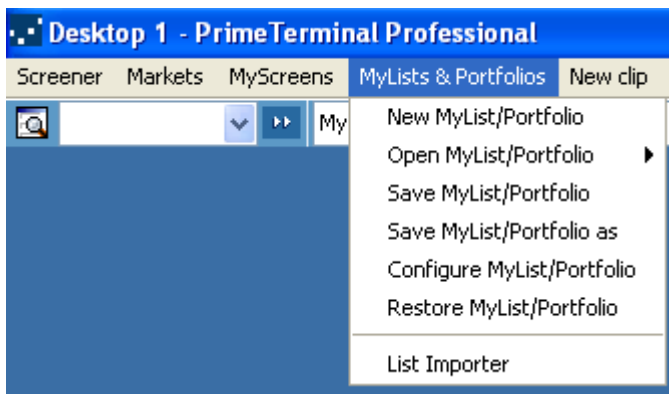 Desktop 1 - PrimeTerminal Professional
Screener Markets MyScreens MyLists & Portfolios New clip
My
New MyList/Portfolio
Open MyList/Portfolio
Save MyList/Portfolio
Save MyList/Portfolio as
Configure MyList/Portfolio
Restore MyList/Portfolio
List Importer